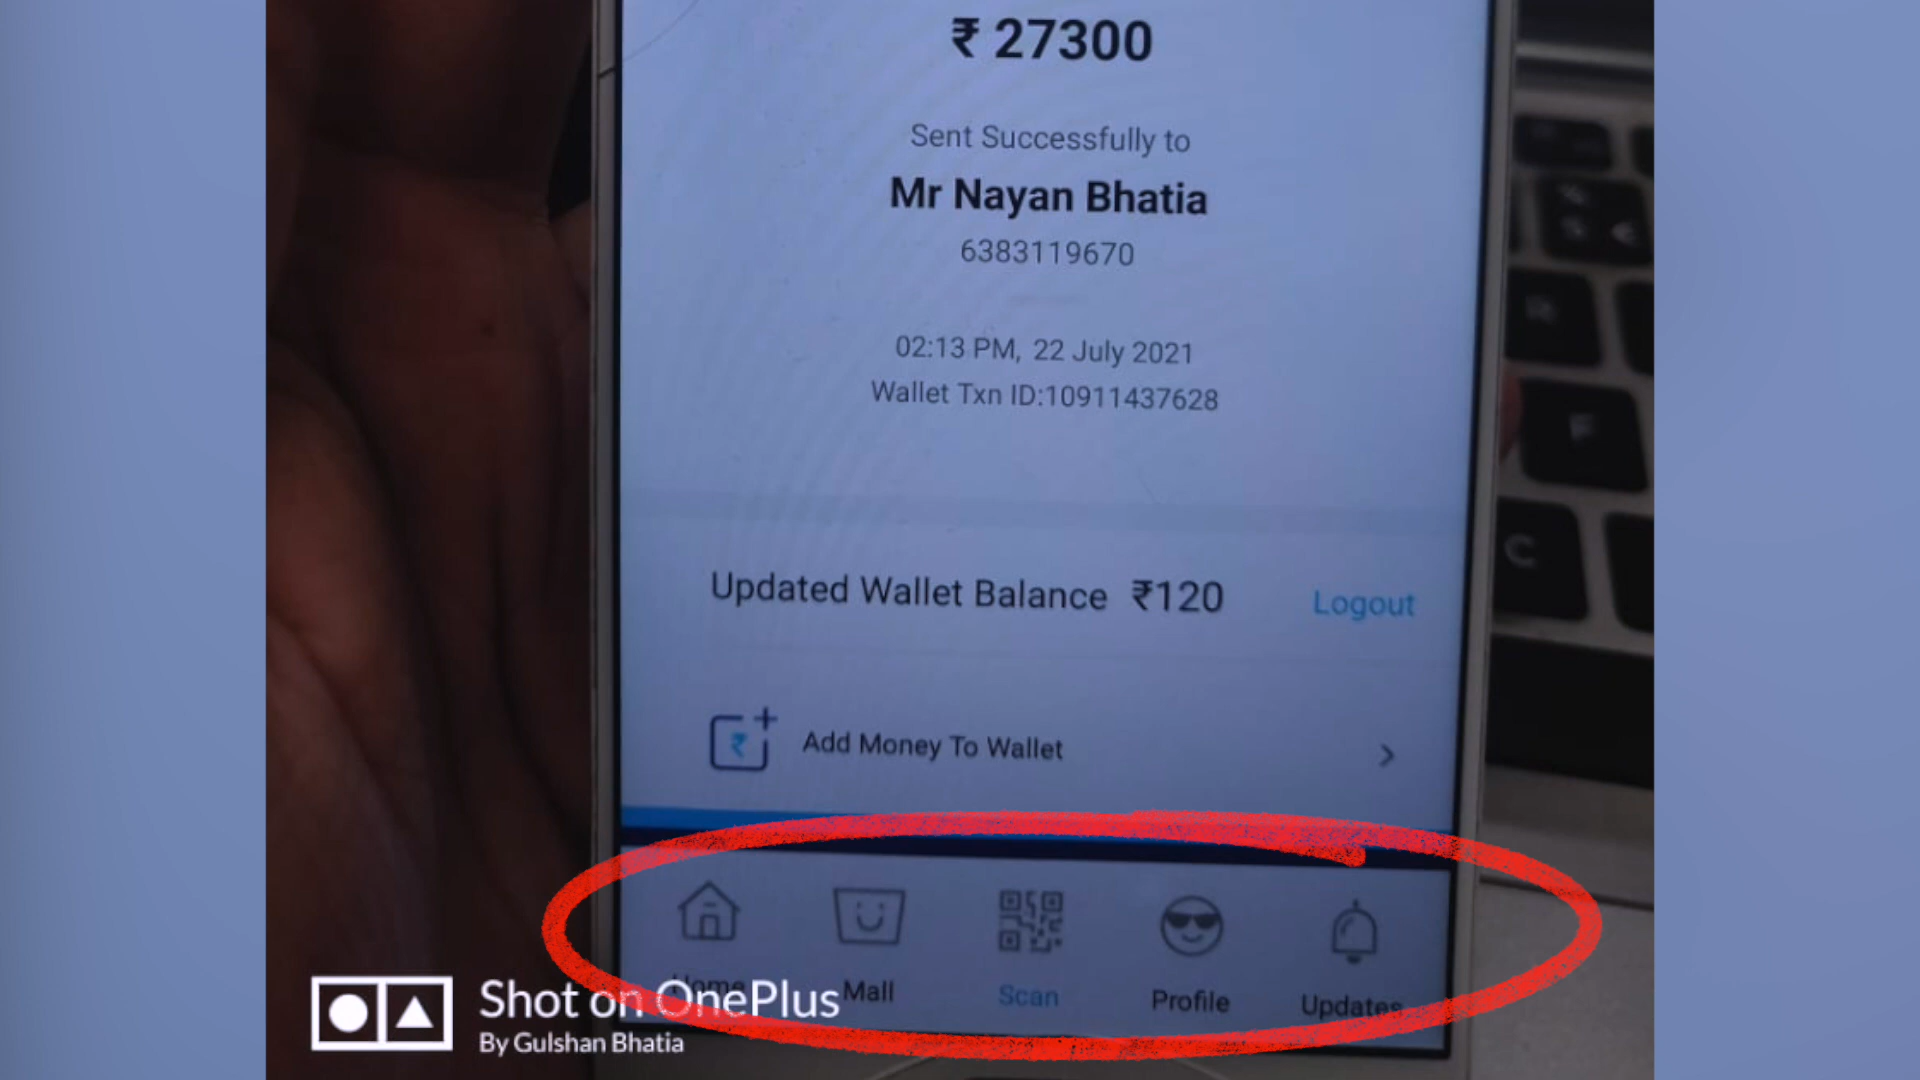 ₹ 27300
Sent Successfully to
Mr Nayan Bhatia
6383119670
02:13 PM, 22 July 2021
Wallet Txn ID:10911437628
Updated Wallet Balance ₹120 Logout
₹ Add Money To Wallet
Home Mall Scan Profile Updates
Shot on OnePlus
By Gulshan Bhatia
R
F
C